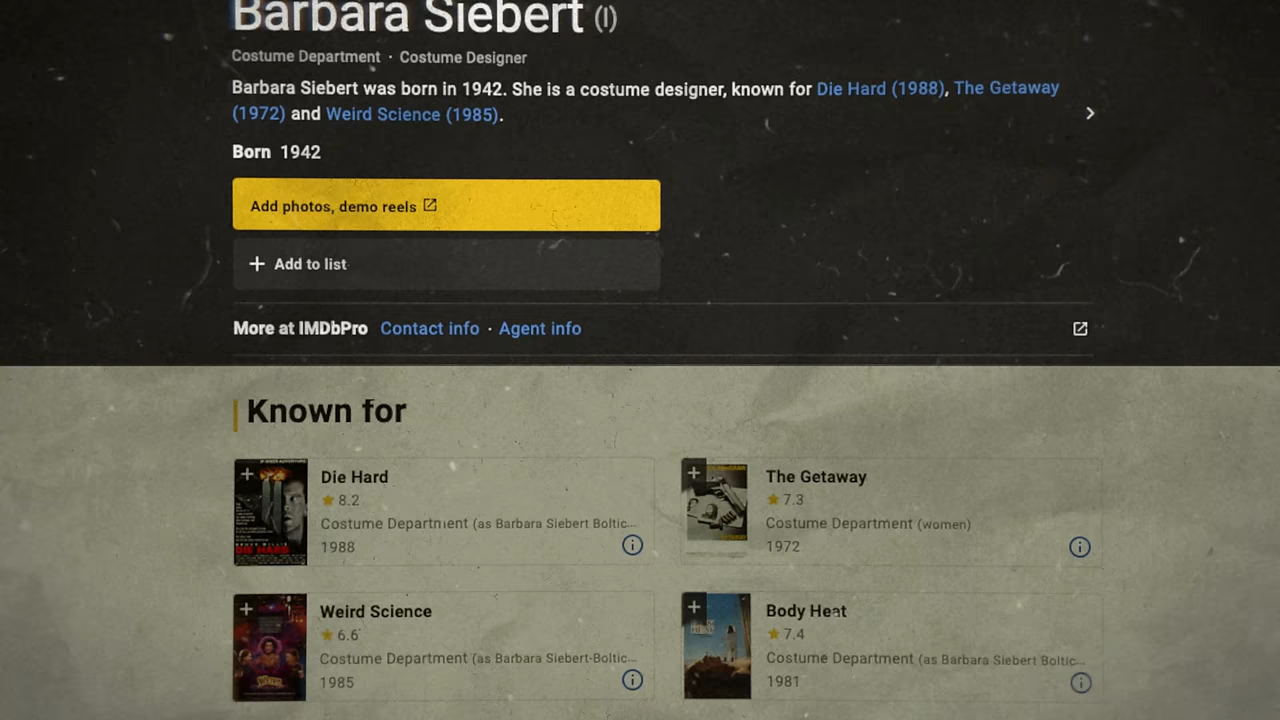 Barbara Siebert (I)
Costume Department · Costume Designer
Barbara Siebert was born in 1942. She is a costume designer, known for Die Hard (1988), The Getaway
(1972) and Weird Science (1985).
Born 1942
Add photos, demo reels
+ Add to list
More at IMDbPro Contact info · Agent info
Known for
Die Hard
8.2
Costume Department (as Barbara Siebert Boltic...
1988
DIE HARD
The Getaway
7.3
Costume Department (women)
1972
Weird Science
6.6
Costume Department (as Barbara Siebert-Boltic...
1985
Body Heat
7.4
Costume Department (as Barbara Siebert Boltic...
1981